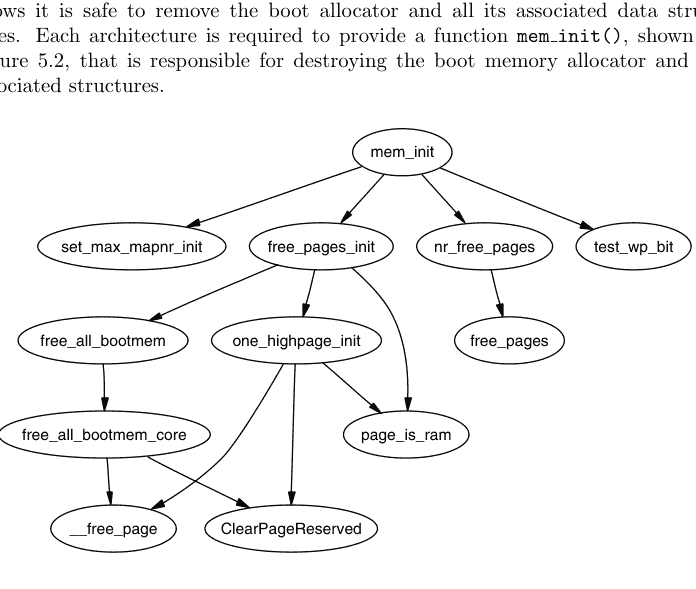 ows it is safe to remove the boot allocator and all its associated data stru
es. Each architecture is required to provide a function mem_init(), shown
ure 5.2, that is responsible for destroying the boot memory allocator and
ociated structures.
mem_init
set_max_mapnr_init free_pages_init nr_free_pages test_wp_bit
free_all_bootmem one_highpage_init free_pages
free_all_bootmem_core page_is_ram
__free_page ClearPageReserved